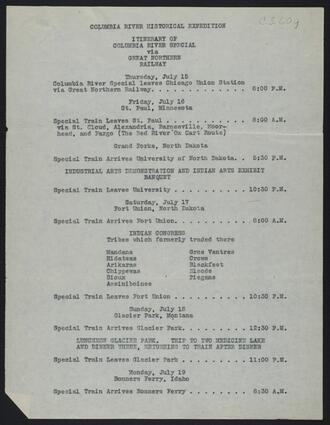 COLUMBIA RIVER HISTORICAL EXPEDITION
ITINERARY OF
COLUMBIA RIVER SPECIAL
via
GREAT NORTHERN
RAILWAY
Thursday, July 15
Columbia River Special leaves Chicago Union Station
via Great Northern Railway. . . . . . . . . . . . . 6:00 P.M.
Friday, July 16
St. Paul, Minnesota
Special Train Leaves St. Paul . . . . . . . . . . . 8:00 A.M.
via St. Cloud, Alexandria, Barnesville, Moor-
head, and Fargo (The Red River Ox Cart Route)
Grand Forks, North Dakota
Special Train Arrives University of North Dakota. . 5:30 P.M.
INDUSTRIAL ARTS DEMONSTRATION AND INDIAN ARTS EXHIBIT
BANQUET
Special Train Leaves University . . . . . . . . . . 10:30 P.M.
Saturday, July 17
Fort Union, North Dakota
Special Train Arrives Fort Union. . . . . . . . . . 8:00 A.M.
INDIAN CONGRESS
Tribes which formerly traded there
Mandans Gros Ventres
Hidatsas Crows
Arikaras Blackfeet
Chippewas Bloods
Sioux Piegans
Assiniboines
Special Train Leaves Fort Union . . . . . . . . . . 10:30 P.M.
Sunday, July 18
Glacier Park, Montana
Special Train Arrives Glacier Park. . . . . . . . . 12:30 P.M.
LUNCHEON GLACIER PARK. TRIP TO TWO MEDICINE LAKE
AND DINNER THERE, RETURNING TO TRAIN AFTER DINNER
Special Train Leaves Glacier Park . . . . . . . . . 11:00 P.M.
Monday, July 19
Bonners Ferry, Idaho
Special Train Arrives Bonners Ferry . . . . . . . . 8:30 A.M.